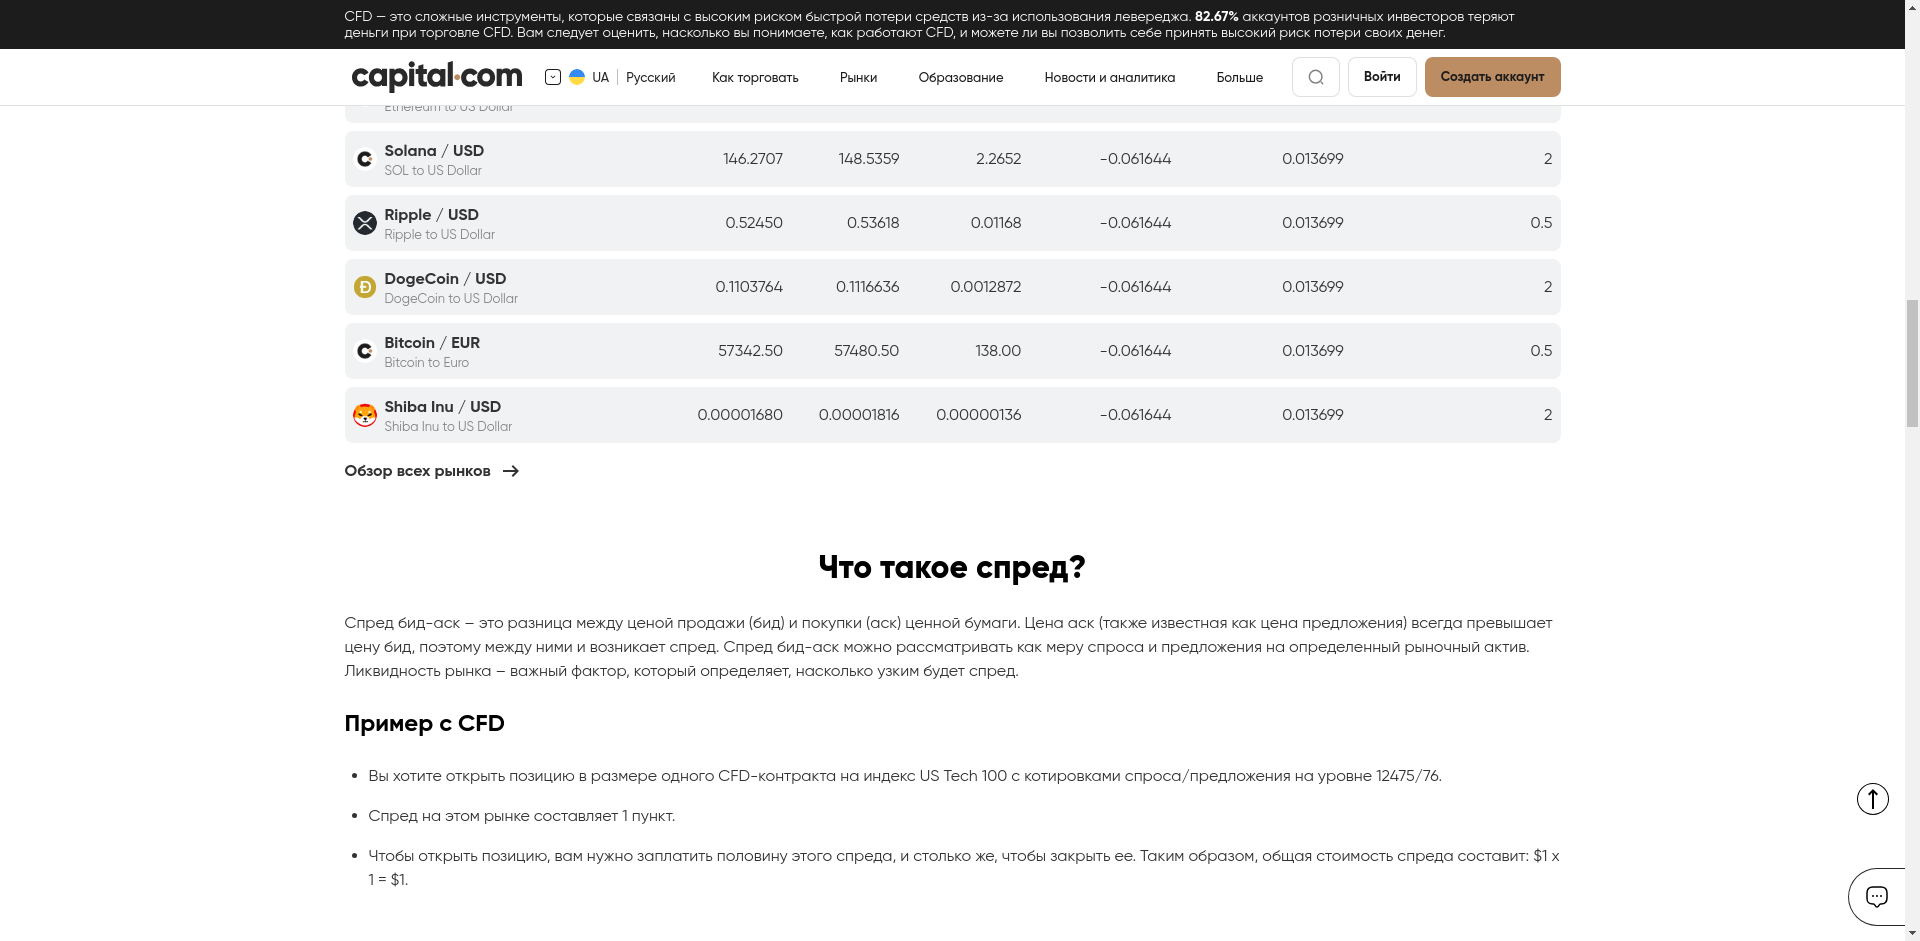 CFD — это сложные инструменты, которые связаны с высоким риском быстрой потери средств из-за использования левереджа. 82.67% аккаунтов розничных инвесторов теряют
деньги при торговле CFD. Вам следует оценить, насколько вы понимаете, как работают CFD, и можете ли вы позволить себе принять высокий риск потери своих денег.
capital.com UA Русский Как торговать Рынки Образование Новости и аналитика Больше Войти Создать аккаунт
Ethereum to US Dollar
Solana / USD
SOL to US Dollar
146.2707 148.5359 2.2652 -0.061644 0.013699 2
Ripple / USD
Ripple to US Dollar
0.52450 0.53618 0.01168 -0.061644 0.013699 0.5
DogeCoin / USD
DogeCoin to US Dollar
0.1103764 0.1116636 0.0012872 -0.061644 0.013699 2
Bitcoin / EUR
Bitcoin to Euro
57342.50 57480.50 138.00 -0.061644 0.013699 0.5
Shiba Inu / USD
Shiba Inu to US Dollar
0.00001680 0.00001816 0.00000136 -0.061644 0.013699 2
Обзор всех рынков
Что такое спред?
Спред бид-аск – это разница между ценой продажи (бид) и покупки (аск) ценной бумаги. Цена аск (также известная как цена предложения) всегда превышает
цену бид, поэтому между ними и возникает спред. Спред бид-аск можно рассматривать как меру спроса и предложения на определенный рыночный актив.
Ликвидность рынка – важный фактор, который определяет, насколько узким будет спред.
Пример с CFD
Вы хотите открыть позицию в размере одного CFD-контракта на индекс US Tech 100 с котировками спроса/предложения на уровне 12475/76.
Спред на этом рынке составляет 1 пункт.
Чтобы открыть позицию, вам нужно заплатить половину этого спреда, и столько же, чтобы закрыть ее. Таким образом, общая стоимость спреда составит: $1 x
1 = $1.